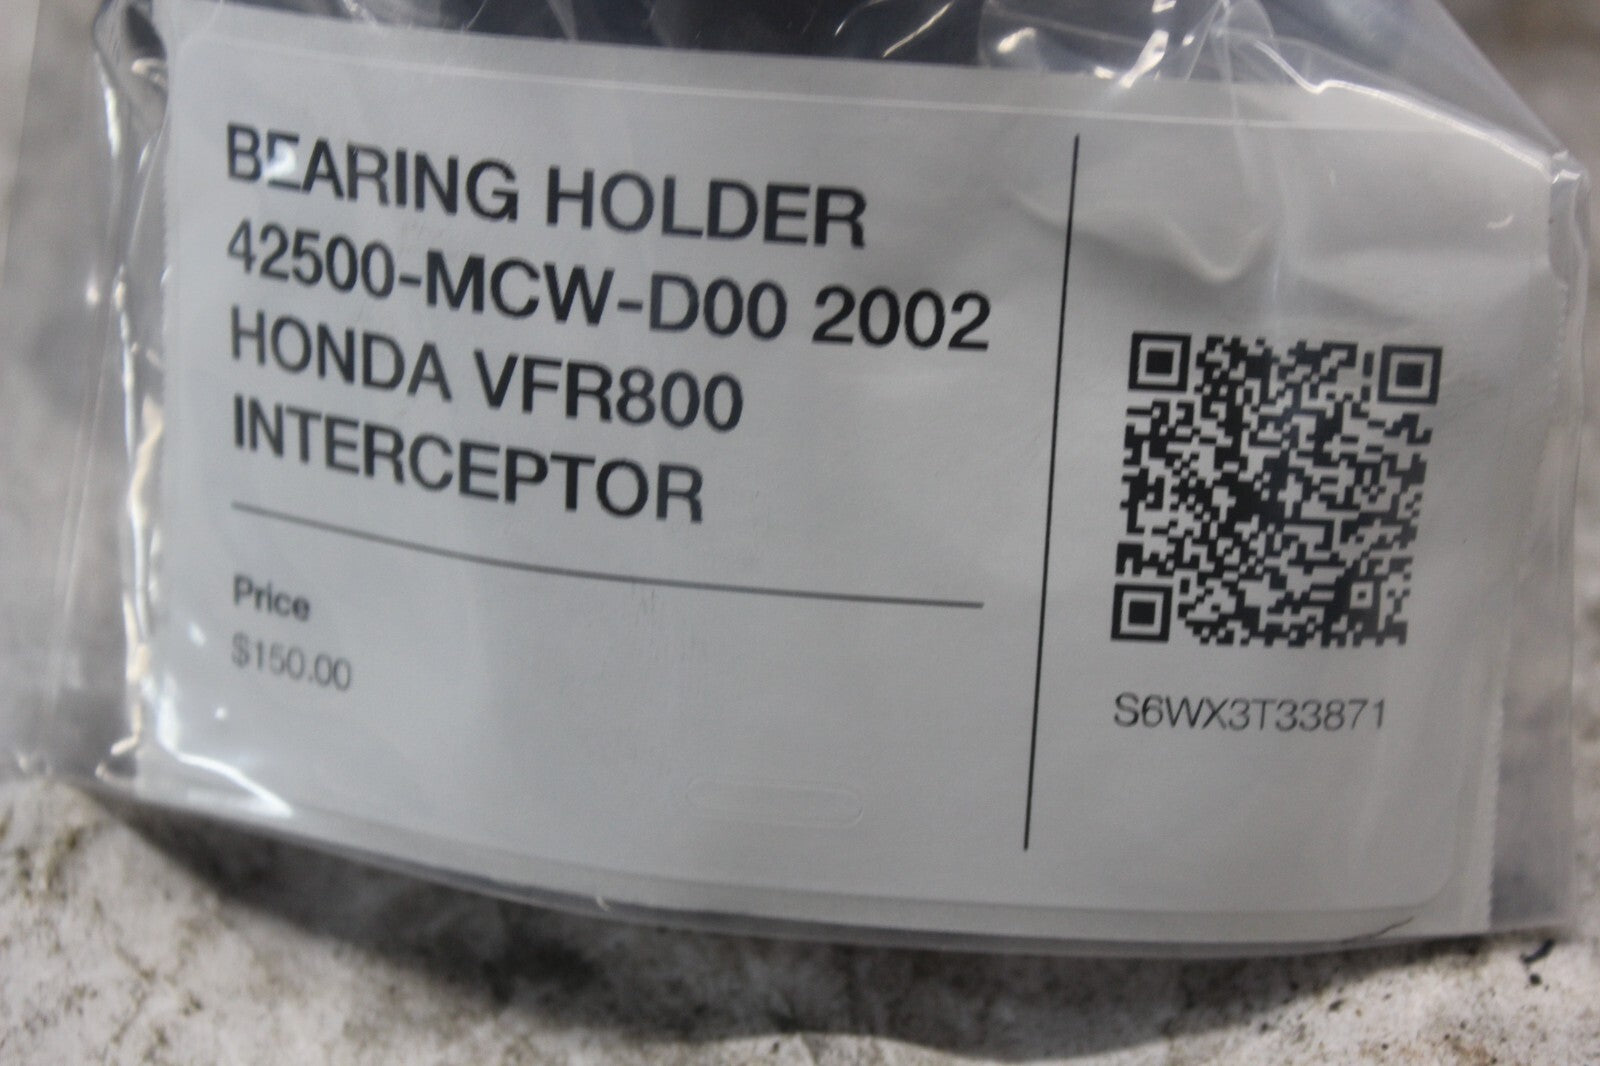 BEARING HOLDER
42500-MCW-D00 2002
HONDA VFR800
INTERCEPTOR
Price
$150.00
S6WX3T33871